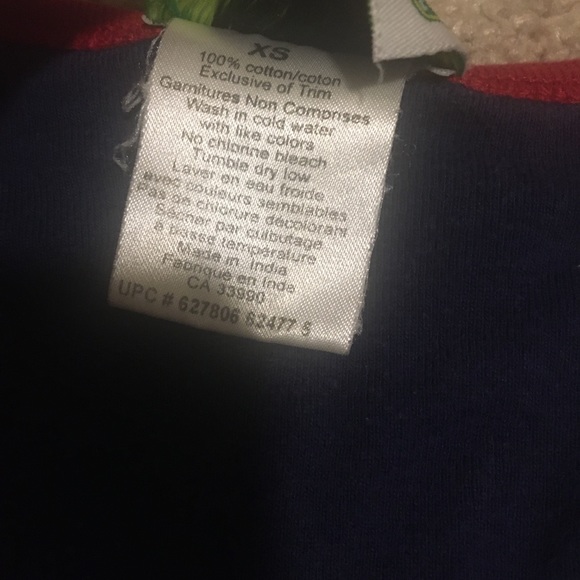 XS
100% cotton/coton
Exclusive of Trim
Garnitures Non Comprises
Wash in cold water
with like colors
No chlorine bleach
Tumble dry low
Laver en eau froide
avec couleurs semblables
Pas de chlorure décolorant
Sécher par culbutage
à basse température
Made in India
Fabriqué en Inde
CA 33990
UPC # 627806 62477 5